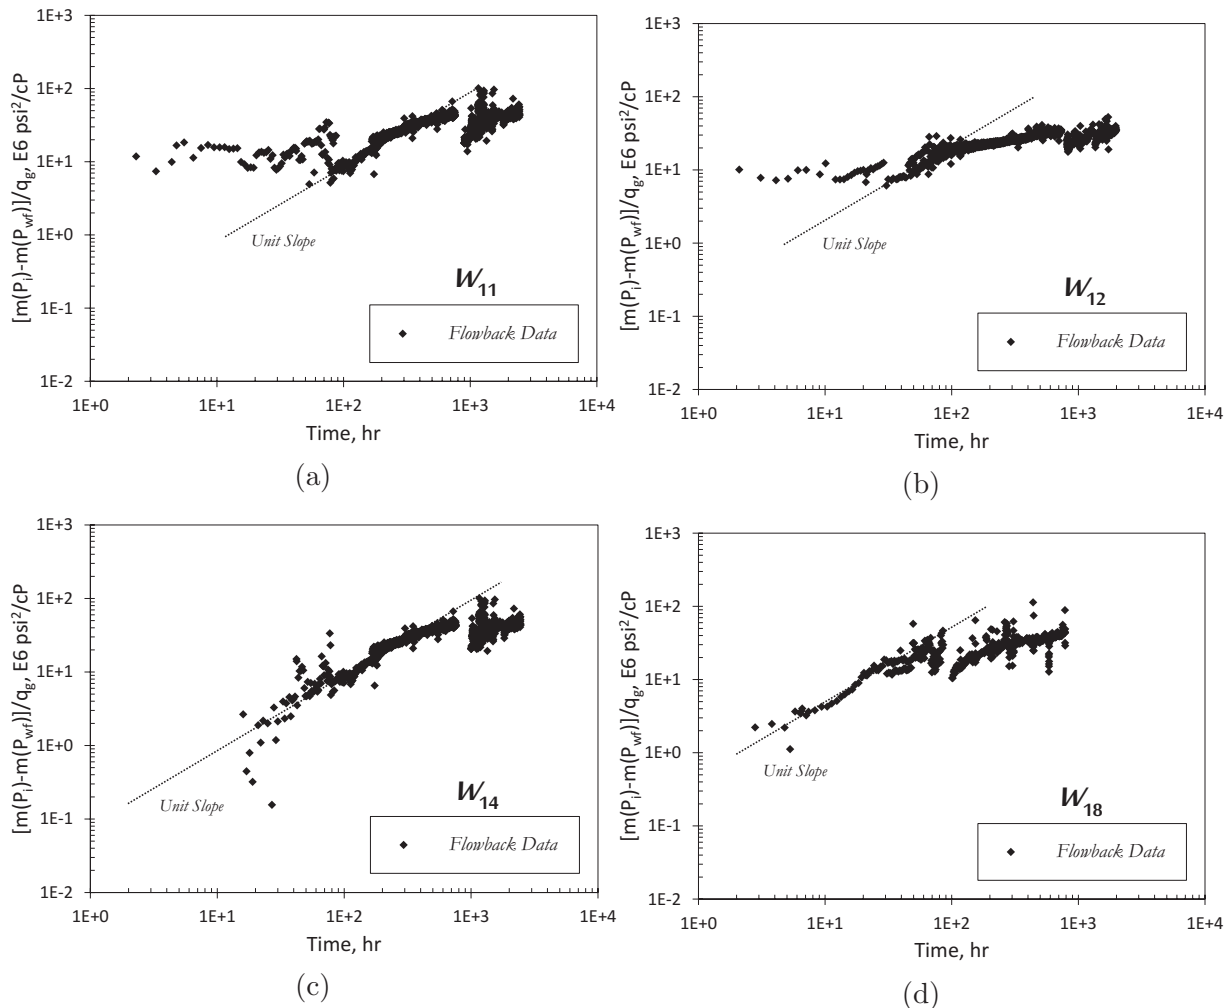 1E+3
1E+2
1E+1
1E+0
1E-1
1E-2
[m(Pi)-m(Pwf)]/qg, E6 psi²/cP
Unit Slope
W11
Flowback Data
1E+0 1E+1 1E+2 1E+3 1E+4
Time, hr
(a)
1E+3
1E+2
1E+1
1E+0
1E-1
1E-2
[m(Pi)-m(Pwf)]/qg, E6 psi²/cP
Unit Slope
W12
Flowback Data
1E+0 1E+1 1E+2 1E+3 1E+4
Time, hr
(b)
1E+3
1E+2
1E+1
1E+0
1E-1
1E-2
[m(Pi)-m(Pwf)]/qg, E6 psi²/cP
Unit Slope
W14
Flowback Data
1E+0 1E+1 1E+2 1E+3 1E+4
Time, hr
(c)
1E+3
1E+2
1E+1
1E+0
1E-1
1E-2
[m(Pi)-m(Pwf)]/qg, E6 psi²/cP
Unit Slope
W18
Flowback Data
1E+0 1E+1 1E+2 1E+3 1E+4
Time, hr
(d)